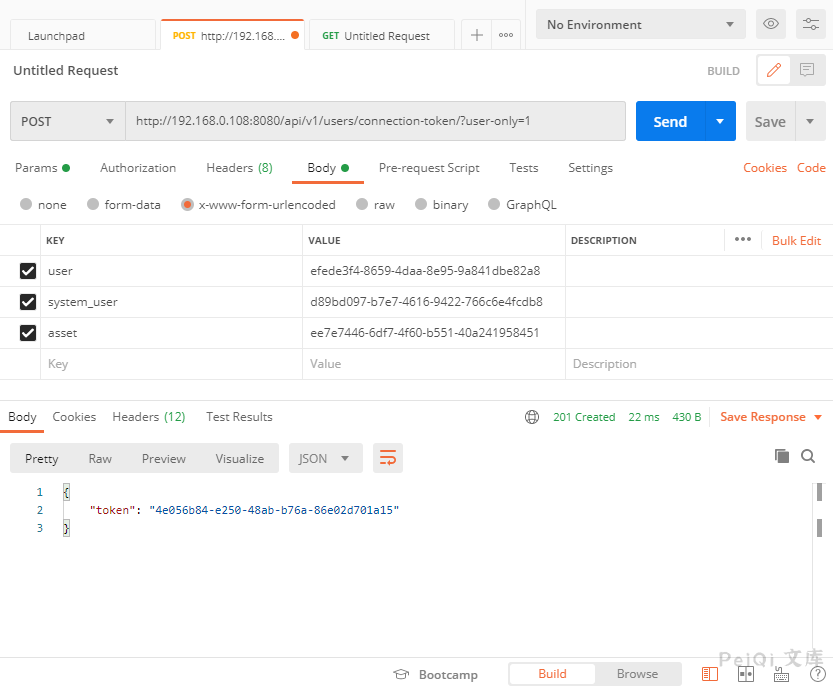 Launchpad
POST http://192.168....
GET Untitled Request
No Environment
Untitled Request
BUILD
POST
http://192.168.0.108:8080/api/v1/users/connection-token/?user-only=1
Send
Save
Params
Authorization
Headers (8)
Body
Pre-request Script
Tests
Settings
Cookies
Code
none
form-data
x-www-form-urlencoded
raw
binary
GraphQL
KEY VALUE DESCRIPTION
Bulk Edit
user efede3f4-8659-4daa-8e95-9a841dbe82a8
system_user d89bd097-b7e7-4616-9422-766c6e4fcdb8
asset ee7e7446-6df7-4f60-b551-40a241958451
Key Value Description
Body Cookies Headers (12) Test Results
201 Created 22 ms 430 B
Save Response
Pretty Raw Preview Visualize
JSON
1 {
2 "token": "4e056b84-e250-48ab-b76a-86e02d701a15"
3 }
PeiQi 文库
Bootcamp
Build
Browse